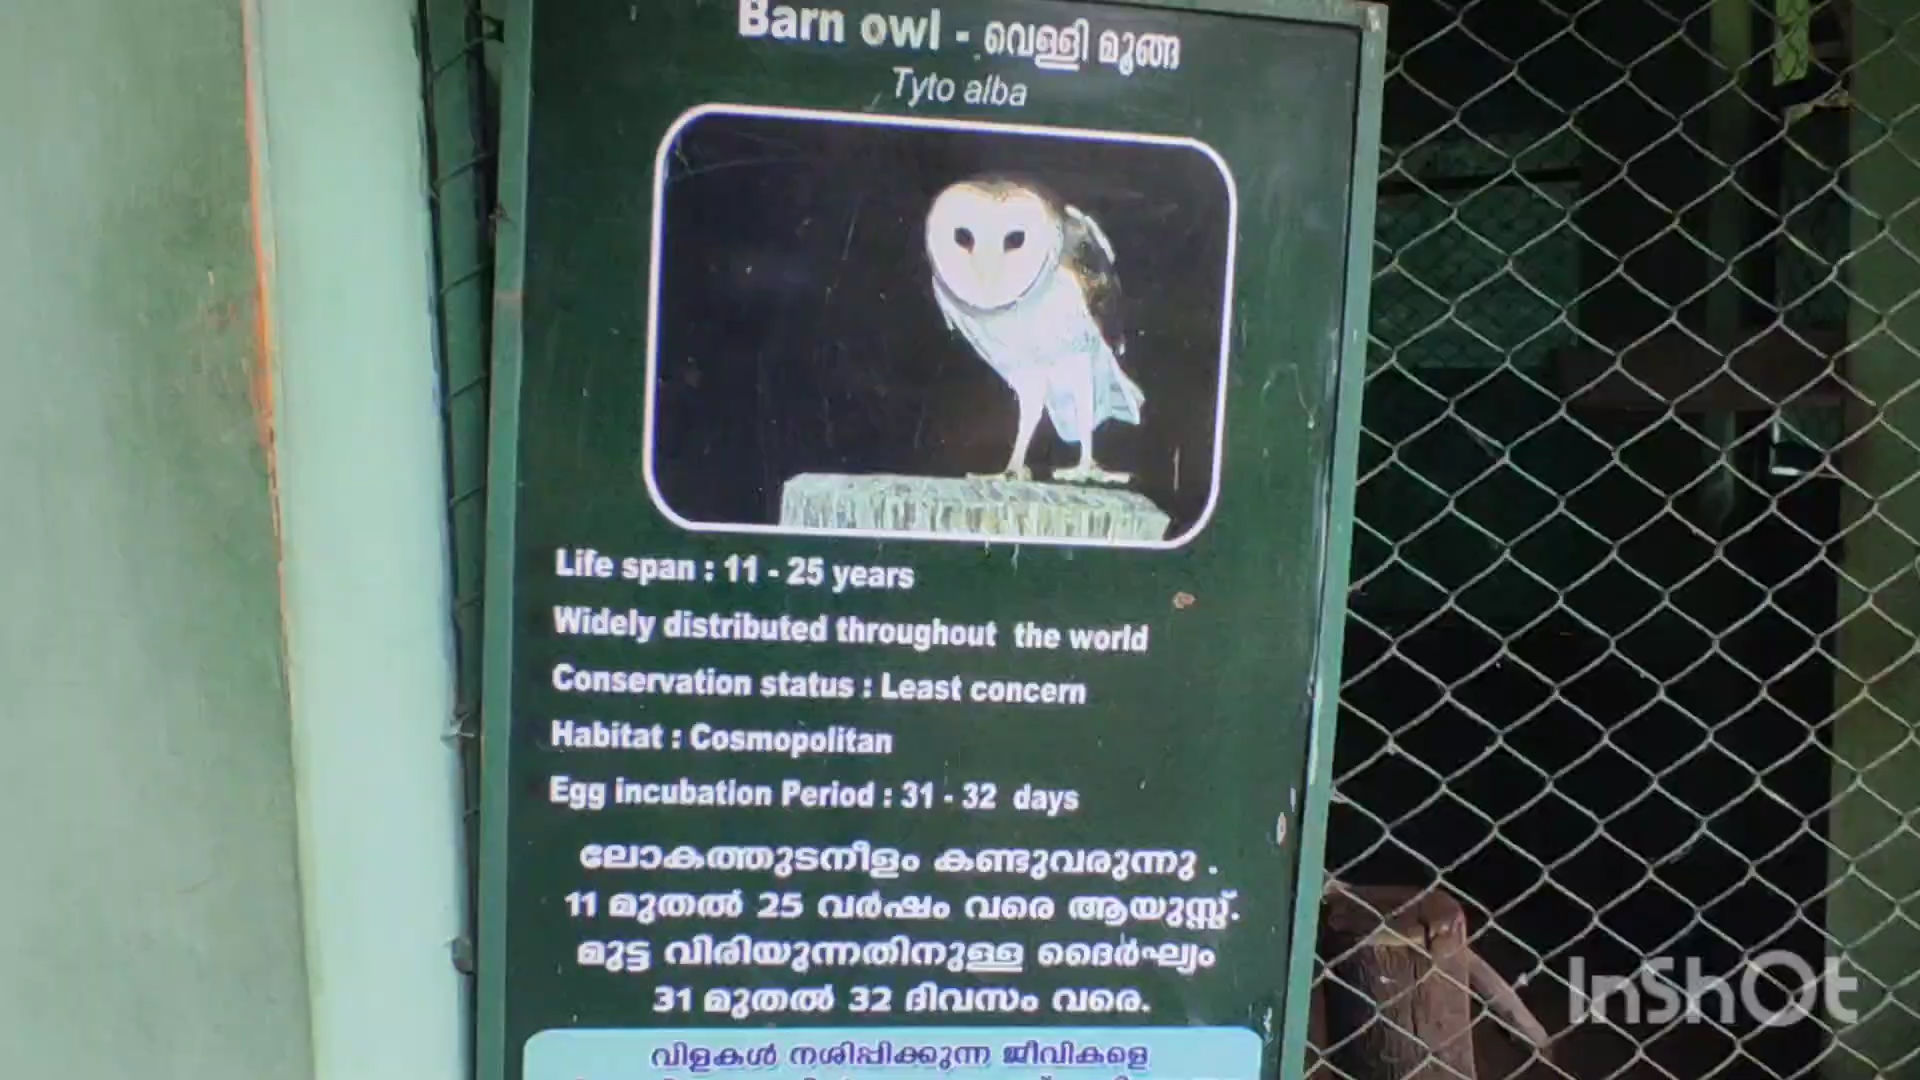 Barn owl - വെള്ളി മൂങ്ങ
Tyto alba
Life span : 11 - 25 years
Widely distributed throughout the world
Conservation status : Least concern
Habitat : Cosmopolitan
Egg incubation Period : 31 - 32 days
ലോകത്തുടനീളം കണ്ടുവരുന്നു .
11 മുതൽ 25 വർഷം വരെ ആയുസ്സ്.
മുട്ട വിരിയുന്നതിനുള്ള ദൈർഘ്യം
31 മുതൽ 32 ദിവസം വരെ.
വിളകൾ നശിപ്പിക്കുന്ന ജീവികളെ
InShOt